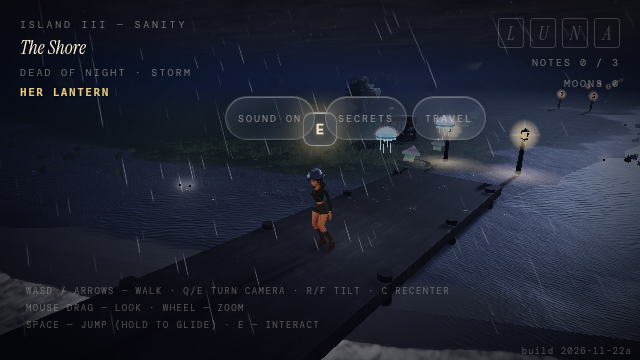 ISLAND III — SANITY
The Shore
DEAD OF NIGHT · STORM
HER LANTERN
L U N A
NOTES 0 / 3
MOONS 0
SOUND ON
E
SECRETS
TRAVEL
WASD / ARROWS — WALK · Q/E TURN CAMERA · R/F TILT · C RECENTER
MOUSE DRAG — LOOK · WHEEL — ZOOM
SPACE — JUMP (HOLD TO GLIDE) · E — INTERACT
build 2026-11-22a